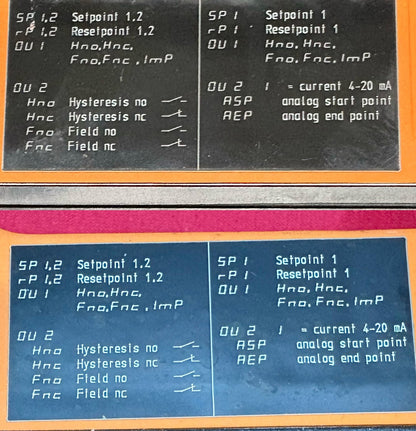 SP 1,2 Setpoint 1.2
rP 1,2 Resetpoint 1.2
OU 1 Hno,Hnc,
Fno,Fnc,ImP
OU 2
Hno Hysteresis no
Hnc Hysteresis nc
Fno Field no
Fnc Field nc
SP 1 Setpoint 1
rP 1 Resetpoint 1
OU 1 Hno, Hnc,
Fno, Fnc, ImP
OU 2 I = current 4-20 mA
ASP analog start point
AEP analog end point
SP 1,2 Setpoint 1.2
rP 1,2 Resetpoint 1.2
OU 1 Hno,Hnc,
Fno,Fnc,ImP
OU 2
Hno Hysteresis no
Hnc Hysteresis nc
Fno Field no
Fnc Field nc
SP 1 Setpoint 1
rP 1 Resetpoint 1
OU 1 Hno, Hnc,
Fno, Fnc, ImP
OU 2 I = current 4-20 mA
ASP analog start point
AEP analog end point